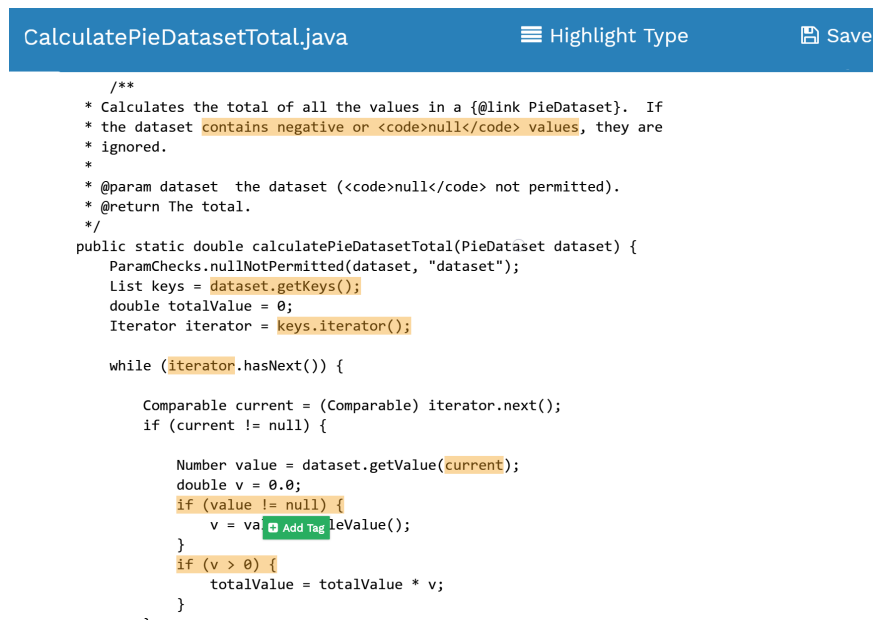 CalculatePieDatasetTotal.java Highlight Type Save
/**
* Calculates the total of all the values in a {@link PieDataset}.  If
* the dataset contains negative or <code>null</code> values, they are
* ignored.
*
* @param dataset  the dataset (<code>null</code> not permitted).
* @return The total.
*/
public static double calculatePieDatasetTotal(PieDataset dataset) {
ParamChecks.nullNotPermitted(dataset, "dataset");
List keys = dataset.getKeys();
double totalValue = 0;
Iterator iterator = keys.iterator();
while (iterator.hasNext()) {
Comparable current = (Comparable) iterator.next();
if (current != null) {
Number value = dataset.getValue(current);
double v = 0.0;
if (value != null) {
v = va Add Tag leValue();
}
if (v > 0) {
totalValue = totalValue * v;
}